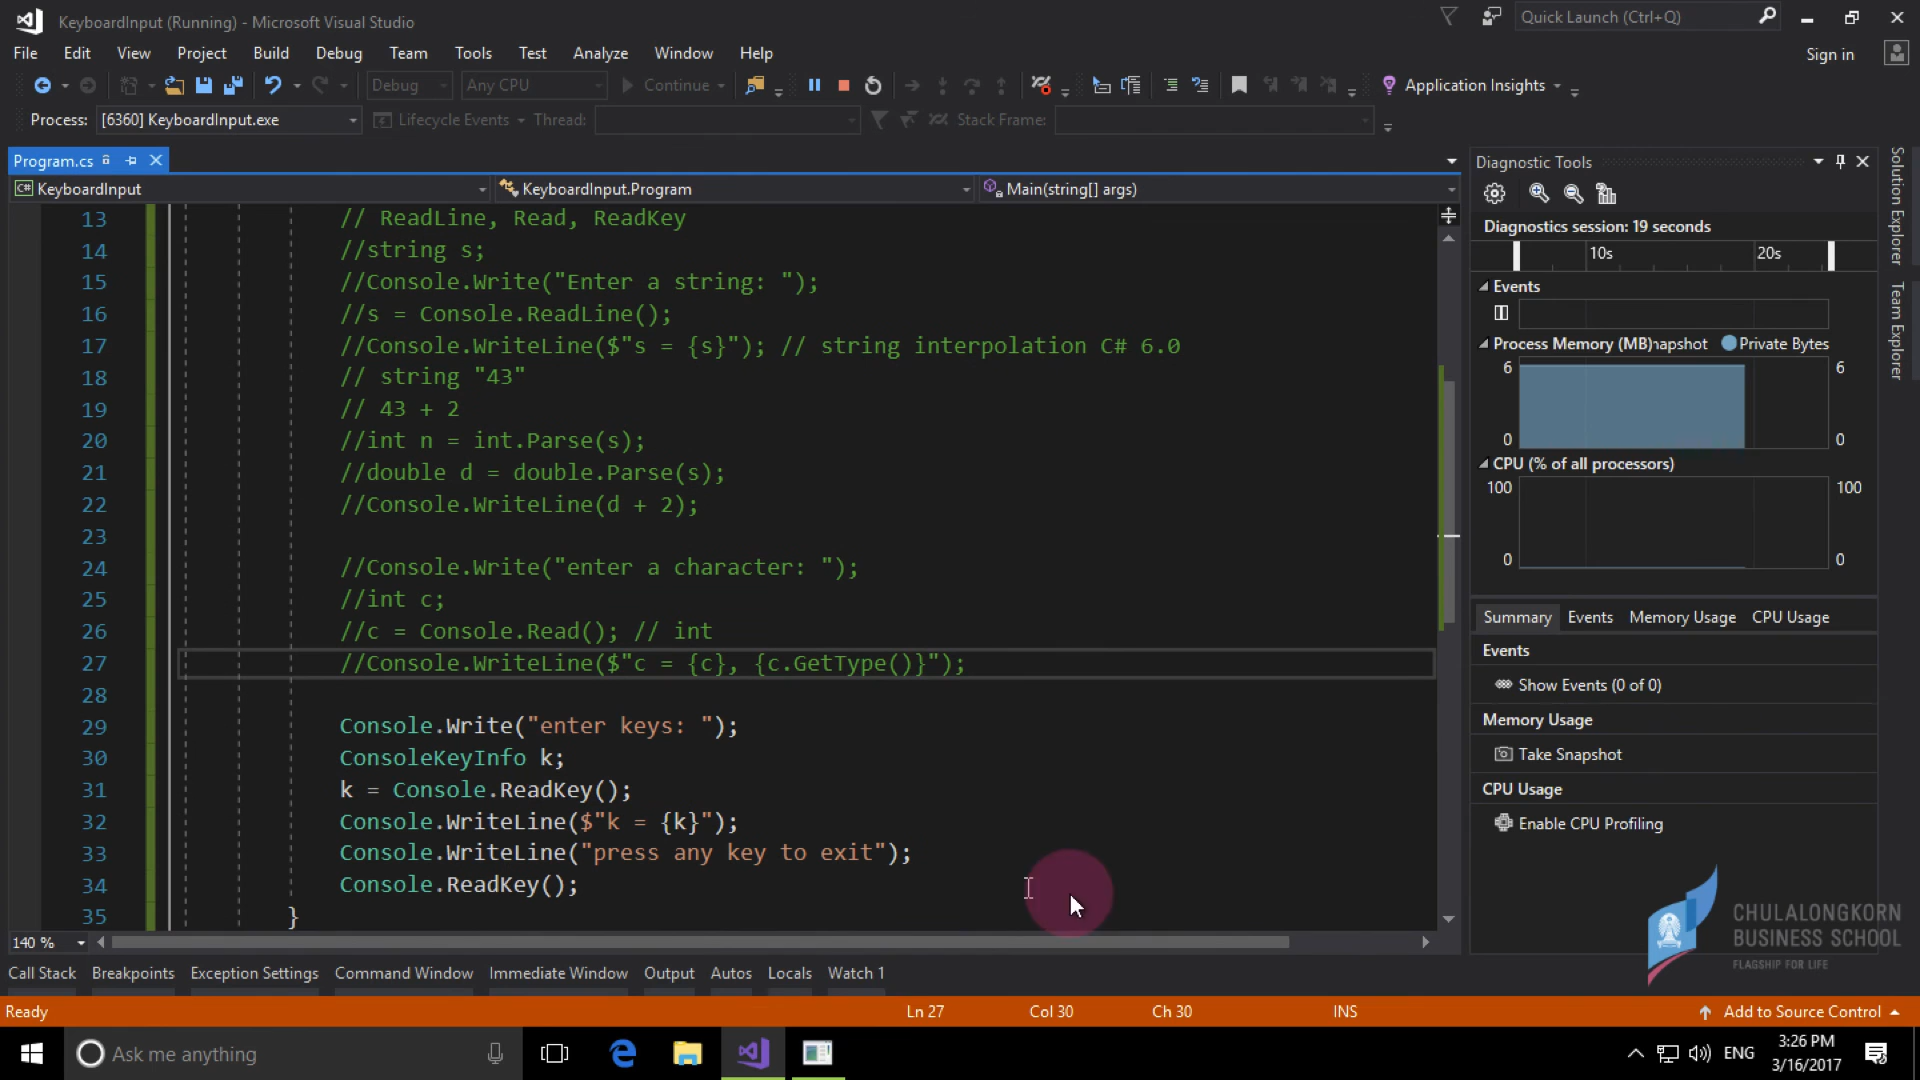 KeyboardInput (Running) - Microsoft Visual Studio
Quick Launch (Ctrl+Q)
File Edit View Project Build Debug Team Tools Test Analyze Window Help
Sign in
Debug Any CPU Continue Application Insights
Process: [6360] KeyboardInput.exe Lifecycle Events Thread: Stack Frame:
Program.cs
KeyboardInput KeyboardInput.Program Main(string[] args)
13 // ReadLine, Read, ReadKey
14 //string s;
15 //Console.Write("Enter a string: ");
16 //s = Console.ReadLine();
17 //Console.WriteLine($"s = {s}"); // string interpolation C# 6.0
18 // string "43"
19 // 43 + 2
20 //int n = int.Parse(s);
21 //double d = double.Parse(s);
22 //Console.WriteLine(d + 2);
23
24 //Console.Write("enter a character: ");
25 //int c;
26 //c = Console.Read(); // int
27 //Console.WriteLine($"c = {c}, {c.GetType()}");
28
29 Console.Write("enter keys: ");
30 ConsoleKeyInfo k;
31 k = Console.ReadKey();
32 Console.WriteLine($"k = {k}");
33 Console.WriteLine("press any key to exit");
34 Console.ReadKey();
35 }
140 %
Diagnostic Tools
Diagnostics session: 19 seconds
10s 20s
Events
Process Memory (MB) napshot Private Bytes
6 6
0 0
CPU (% of all processors)
100 100
0 0
Summary Events Memory Usage CPU Usage
Events
Show Events (0 of 0)
Memory Usage
Take Snapshot
CPU Usage
Enable CPU Profiling
Solution Explorer
Team Explorer
CHULALONGKORN
BUSINESS SCHOOL
FLAGSHIP FOR LIFE
Call Stack Breakpoints Exception Settings Command Window Immediate Window Output Autos Locals Watch 1
Ready Ln 27 Col 30 Ch 30 INS Add to Source Control
Ask me anything
ENG
3:26 PM
3/16/2017